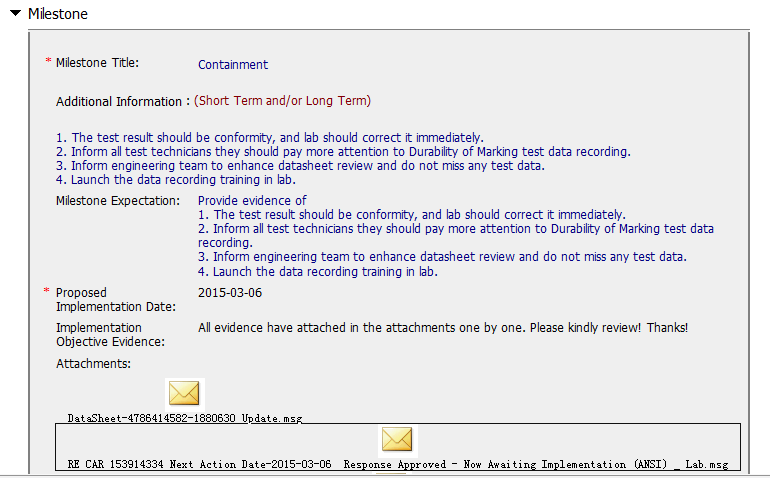 Milestone
* Milestone Title: Containment
Additional Information : (Short Term and/or Long Term)
1. The test result should be conformity, and lab should correct it immediately.
2. Inform all test technicians they should pay more attention to Durability of Marking test data recording.
3. Inform engineering team to enhance datasheet review and do not miss any test data.
4. Launch the data recording training in lab.
Milestone Expectation: Provide evidence of
1. The test result should be conformity, and lab should correct it immediately.
2. Inform all test technicians they should pay more attention to Durability of Marking test data
recording.
3. Inform engineering team to enhance datasheet review and do not miss any test data.
4. Launch the data recording training in lab.
* Proposed 2015-03-06
Implementation Date:
Implementation All evidence have attached in the attachments one by one. Please kindly review! Thanks!
Objective Evidence:
Attachments:
DataSheet-4786414582-1880630 Update.msg
RE CAR 153914334 Next Action Date-2015-03-06 Response Approved - Now Awaiting Implementation (ANSI) _ Lab.msg